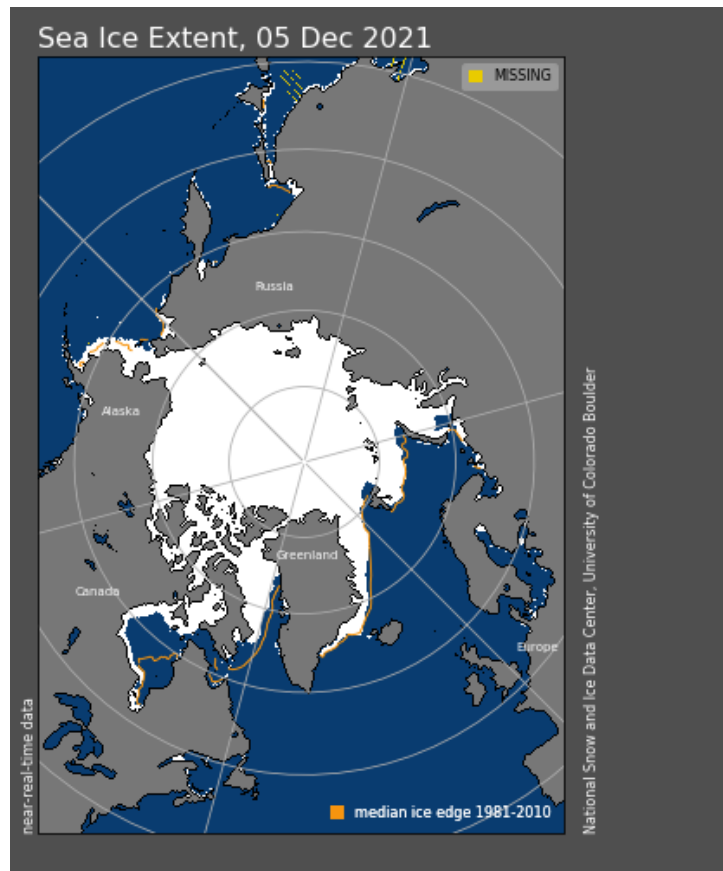 Sea Ice Extent, 05 Dec 2021
MISSING
Russia
Alaska
Greenland
Canada
Europe
near-real-time data
National Snow and Ice Data Center, University of Colorado Boulder
median ice edge 1981-2010